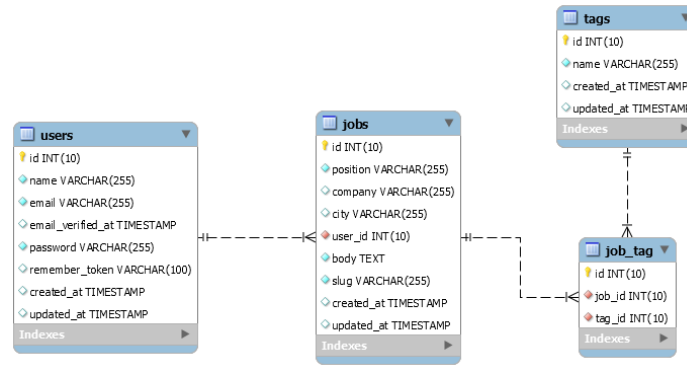 users
id INT(10)
name VARCHAR(255)
email VARCHAR(255)
email_verified_at TIMESTAMP
password VARCHAR(255)
remember_token VARCHAR(100)
created_at TIMESTAMP
updated_at TIMESTAMP
Indexes
jobs
id INT(10)
position VARCHAR(255)
company VARCHAR(255)
city VARCHAR(255)
user_id INT(10)
body TEXT
slug VARCHAR(255)
created_at TIMESTAMP
updated_at TIMESTAMP
Indexes
tags
id INT(10)
name VARCHAR(255)
created_at TIMESTAMP
updated_at TIMESTAMP
Indexes
job_tag
id INT(10)
job_id INT(10)
tag_id INT(10)
Indexes